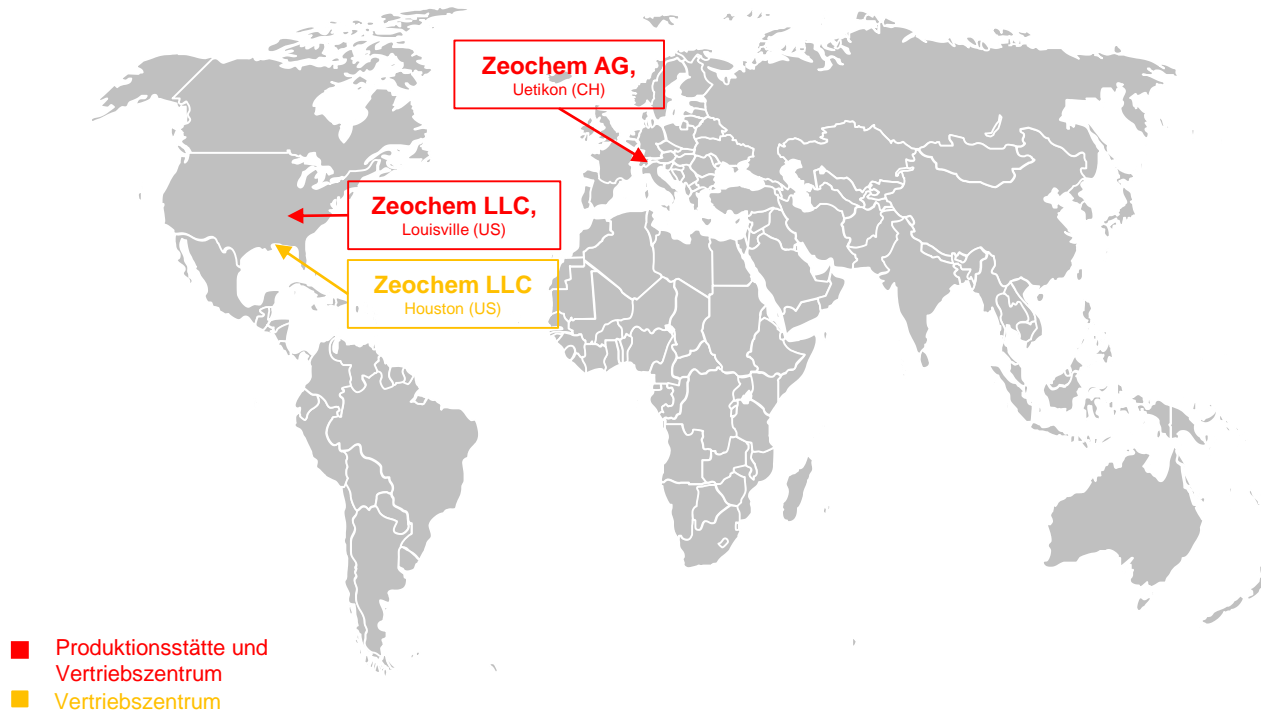 Zeochem AG,
Uetikon (CH)
Zeochem LLC,
Louisville (US)
Zeochem LLC
Houston (US)
Produktionsstätte und
Vertriebszentrum
Vertriebszentrum